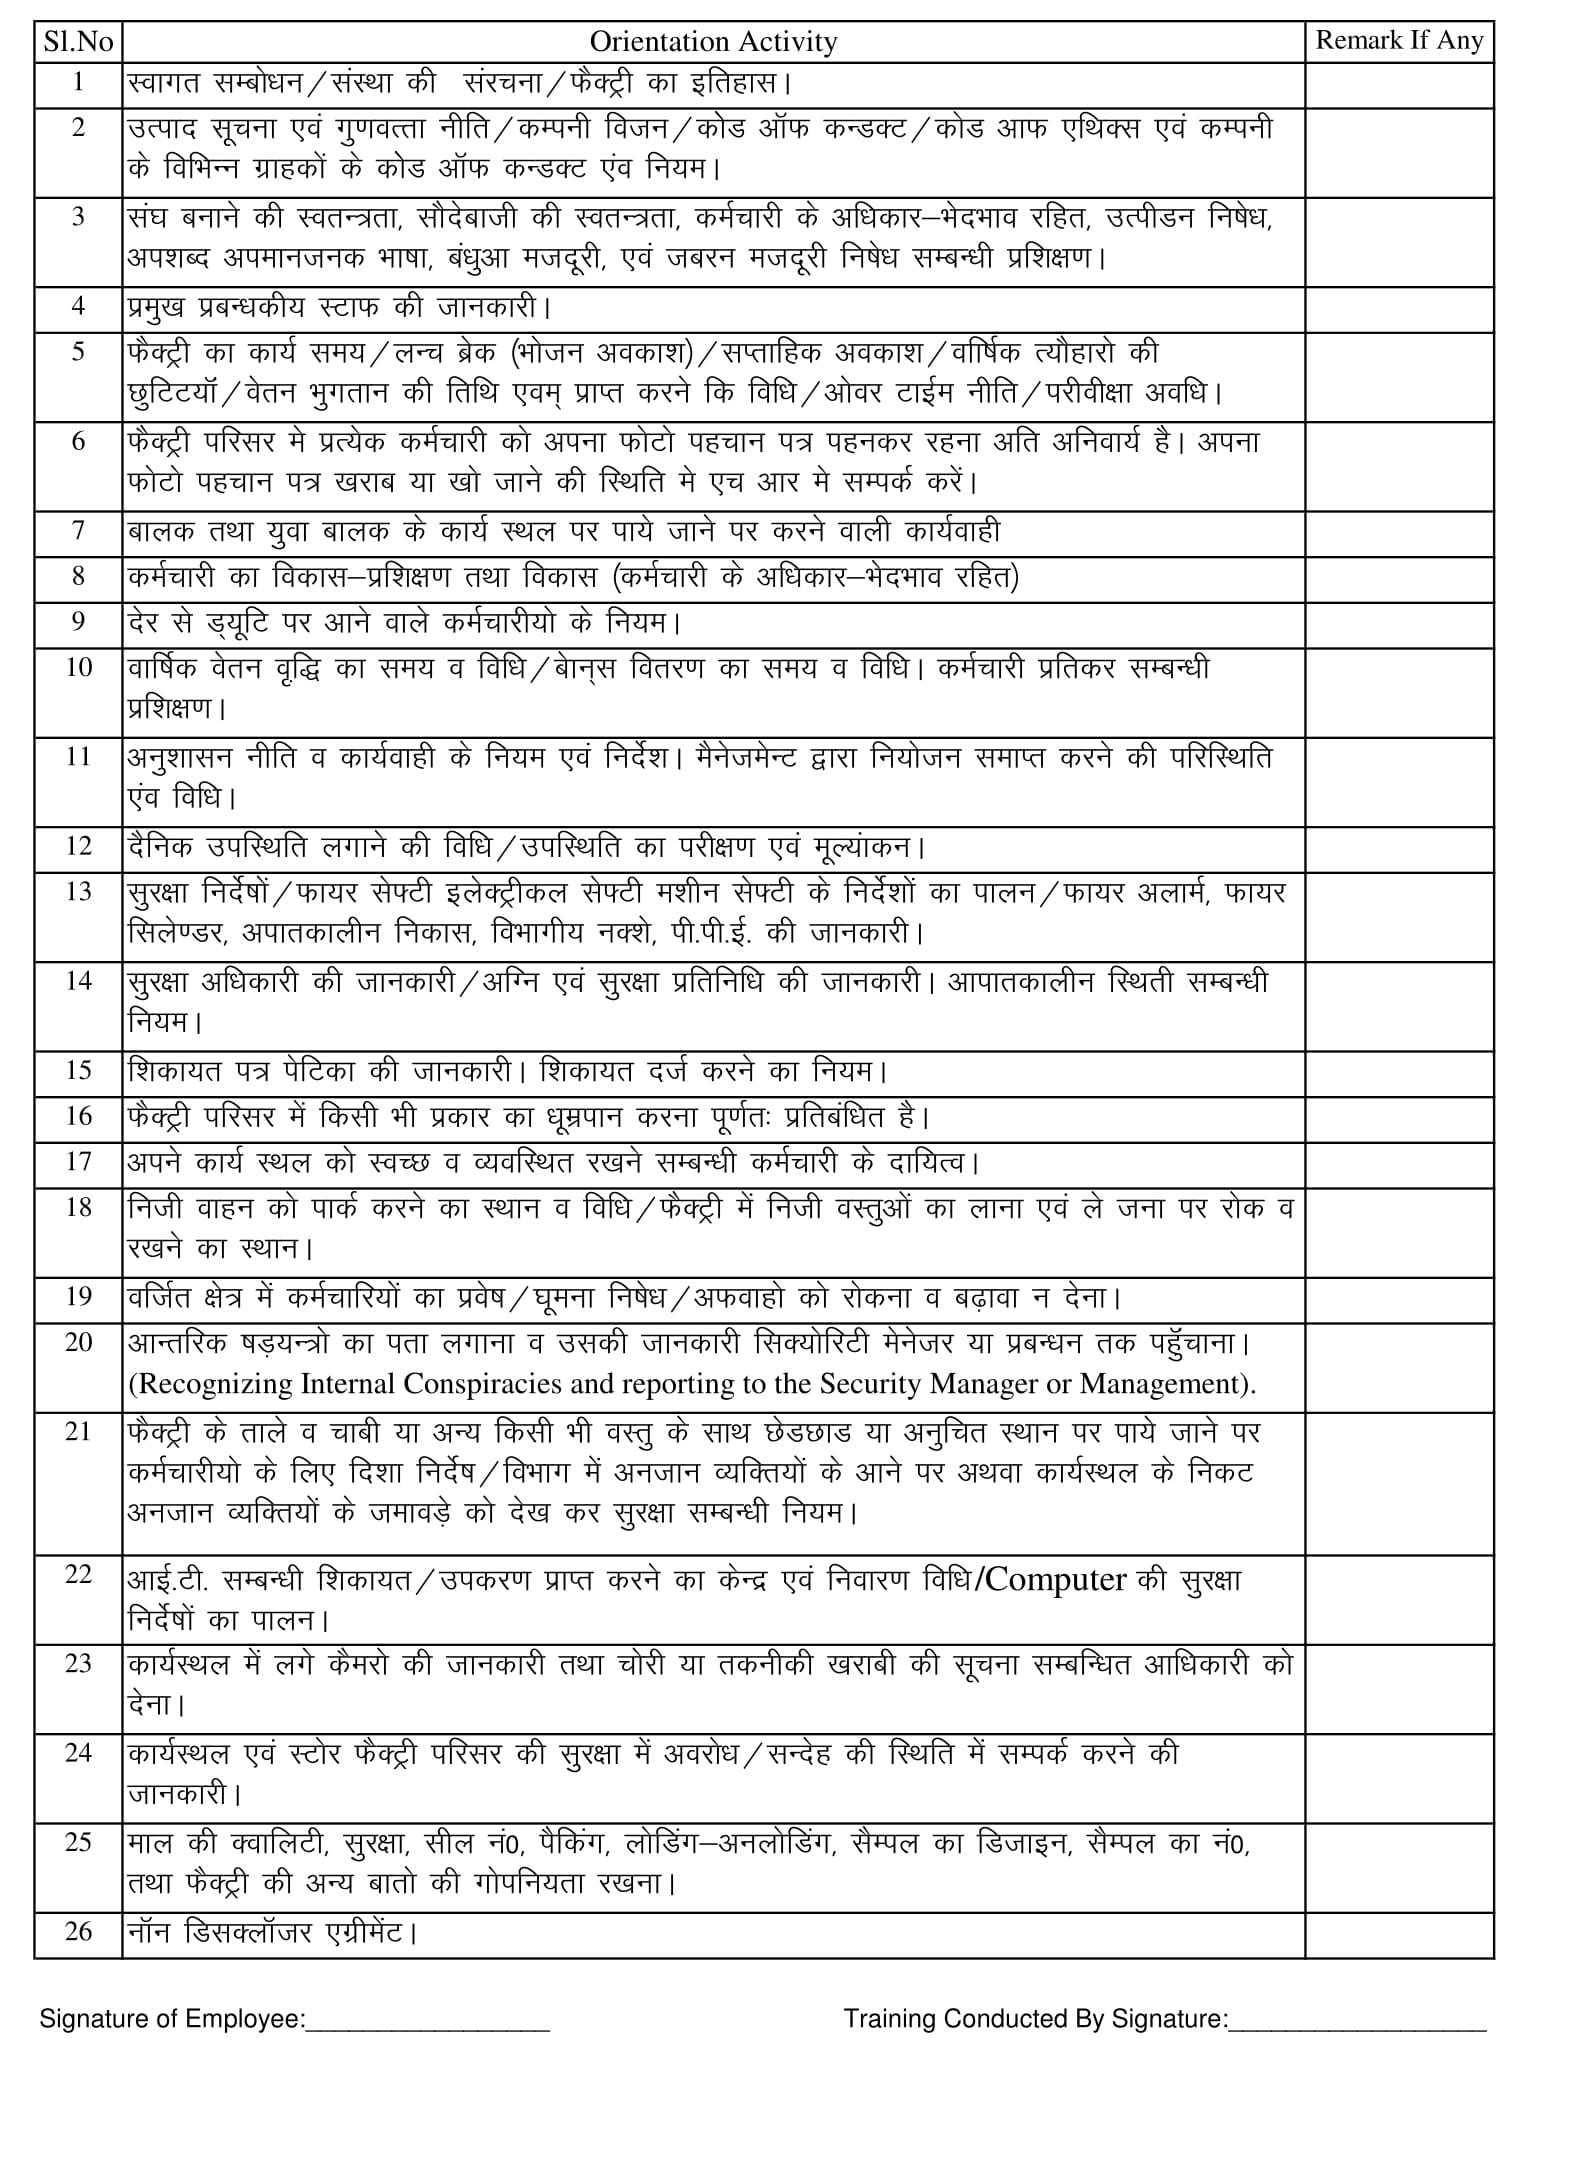 Sl.No Orientation Activity Remark If Any
1 स्वागत सम्बोधन/संस्था की संरचना/फैक्ट्री का इतिहास।
2 उत्पाद सूचना एवं गुणवत्ता नीति/कम्पनी विजन/कोड ऑफ कन्डक्ट/कोड आफ एथिक्स एवं कम्पनी
के विभिन्न ग्राहकों के कोड ऑफ कन्डक्ट एंव नियम।
3 संघ बनाने की स्वतन्त्रता, सौदेबाजी की स्वतन्त्रता, कर्मचारी के अधिकार–भेदभाव रहित, उत्पीडन निषेध,
अपशब्द अपमानजनक भाषा, बंधुआ मजदूरी, एवं जबरन मजदूरी निषेध सम्बन्धी प्रशिक्षण।
4 प्रमुख प्रबन्धकीय स्टाफ की जानकारी।
5 फैक्ट्री का कार्य समय/लन्च ब्रेक (भोजन अवकाश)/सप्ताहिक अवकाश/वार्षिक त्यौहारो की
छुटिटयॉ/वेतन भुगतान की तिथि एवम् प्राप्त करने कि विधि/ओवर टाईम नीति/परीवीक्षा अवधि।
6 फैक्ट्री परिसर मे प्रत्येक कर्मचारी को अपना फोटो पहचान पत्र पहनकर रहना अति अनिवार्य है। अपना
फोटो पहचान पत्र खराब या खो जाने की स्थिति मे एच आर मे सम्पर्क करें।
7 बालक तथा युवा बालक के कार्य स्थल पर पाये जाने पर करने वाली कार्यवाही
8 कर्मचारी का विकास–प्रशिक्षण तथा विकास (कर्मचारी के अधिकार–भेदभाव रहित)
9 देर से ड्यूटि पर आने वाले कर्मचारीयो के नियम।
10 वार्षिक वेतन वृद्धि का समय व विधि/बोन्स वितरण का समय व विधि। कर्मचारी प्रतिकर सम्बन्धी
प्रशिक्षण।
11 अनुशासन नीति व कार्यवाही के नियम एवं निर्देश। मैनेजमेन्ट द्वारा नियोजन समाप्त करने की परिस्थिति
एंव विधि।
12 दैनिक उपस्थिति लगाने की विधि/उपस्थिति का परीक्षण एवं मूल्यांकन।
13 सुरक्षा निर्देषों/फायर सेफ्टी इलेक्ट्रीकल सेफ्टी मशीन सेफ्टी के निर्देशों का पालन/फायर अलार्म, फायर
सिलेण्डर, अपातकालीन निकास, विभागीय नक्शे, पी.पी.ई. की जानकारी।
14 सुरक्षा अधिकारी की जानकारी/अग्नि एवं सुरक्षा प्रतिनिधि की जानकारी। आपातकालीन स्थिती सम्बन्धी
नियम।
15 शिकायत पत्र पेटिका की जानकारी। शिकायत दर्ज करने का नियम।
16 फैक्ट्री परिसर में किसी भी प्रकार का धूम्रपान करना पूर्णतः प्रतिबंधित है।
17 अपने कार्य स्थल को स्वच्छ व व्यवस्थित रखने सम्बन्धी कर्मचारी के दायित्व।
18 निजी वाहन को पार्क करने का स्थान व विधि/फैक्ट्री में निजी वस्तुओं का लाना एवं ले जना पर रोक व
रखने का स्थान।
19 वर्जित क्षेत्र में कर्मचारियों का प्रवेष/घूमना निषेध/अफवाहो को रोकना व बढ़ावा न देना।
20 आन्तरिक षड़यन्त्रो का पता लगाना व उसकी जानकारी सिक्योरिटी मेनेजर या प्रबन्धन तक पहुॅचाना।
(Recognizing Internal Conspiracies and reporting to the Security Manager or Management).
21 फैक्ट्री के ताले व चाबी या अन्य किसी भी वस्तु के साथ छेडछाड या अनुचित स्थान पर पाये जाने पर
कर्मचारीयो के लिए दिशा निर्देष/विभाग में अनजान व्यक्तियों के आने पर अथवा कार्यस्थल के निकट
अनजान व्यक्तियों के जमावड़े को देख कर सुरक्षा सम्बन्धी नियम।
22 आई.टी. सम्बन्धी शिकायत/उपकरण प्राप्त करने का केन्द्र एवं निवारण विधि/Computer की सुरक्षा
निर्देषों का पालन।
23 कार्यस्थल में लगे कैमरो की जानकारी तथा चोरी या तकनीकी खराबी की सूचना सम्बन्धित आधिकारी को
देना।
24 कार्यस्थल एवं स्टोर फैक्ट्री परिसर की सुरक्षा में अवरोध/सन्देह की स्थिति में सम्पर्क करने की
जानकारी।
25 माल की क्वालिटी, सुरक्षा, सील नं0, पैकिंग, लोडिंग–अनलोडिंग, सैम्पल का डिजाइन, सैम्पल का नं0,
तथा फैक्ट्री की अन्य बातो की गोपनियता रखना।
26 नॉन डिसक्लॉजर एग्रीमेंट।
Signature of Employee:_________________ Training Conducted By Signature:__________________